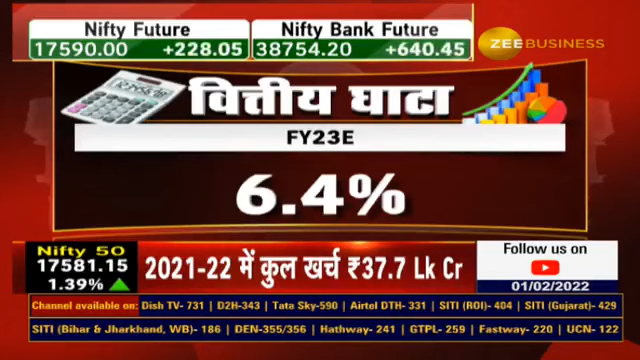 Nifty Future
17590.00 +228.05
Nifty Bank Future
38754.20 +640.45
ZEE BUSINESS
वित्तीय घाटा
FY23E
6.4%
Nifty 50
17581.15
1.39%
2021-22 में कुल खर्च ₹37.7 Lk Cr
Follow us on
01/02/2022
Channel available on: Dish TV- 731 | D2H-343 | Tata Sky-590 | Airtel DTH- 331 | SITI (ROI)- 404 | SITI (Gujarat)- 429
SITI (Bihar & Jharkhand, WB)- 186 | DEN-355/356 | Hathway- 241 | GTPL- 259 | Fastway- 220 | UCN- 122